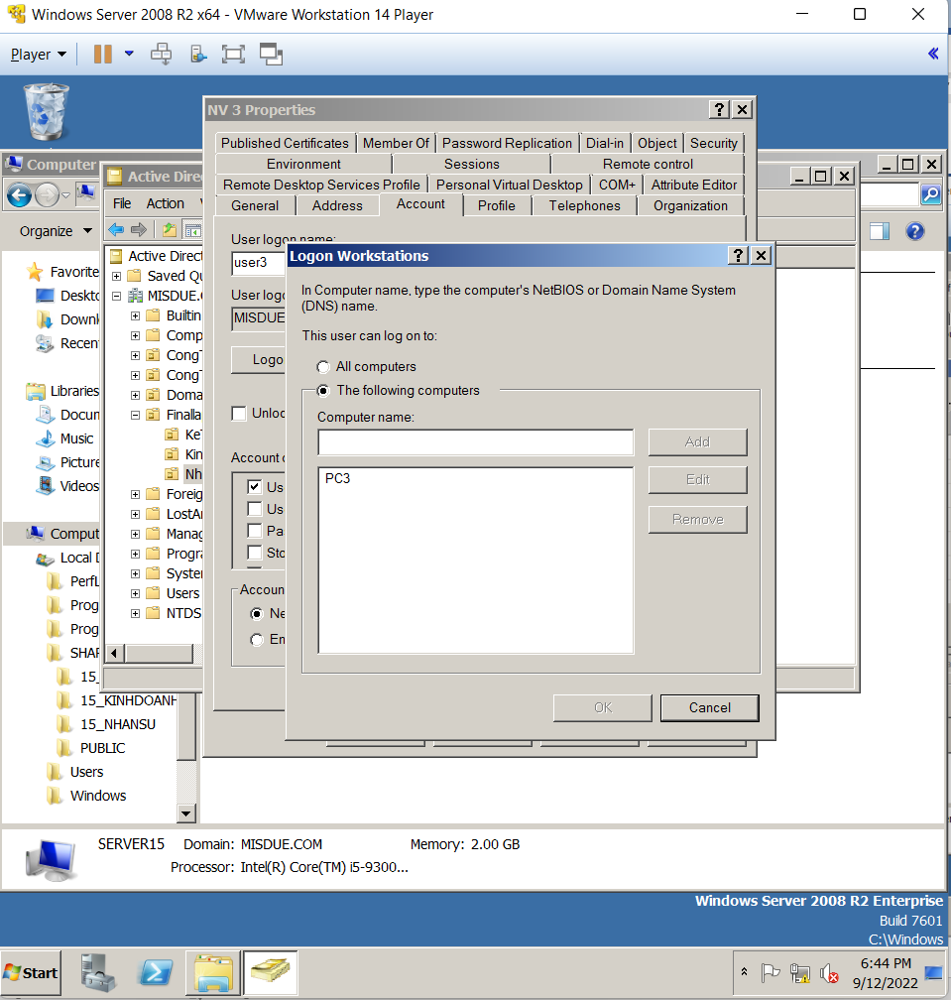 Windows Server 2008 R2 x64 - VMware Workstation 14 Player
Player
NV 3 Properties
Published Certificates Member Of Password Replication Dial-in Object Security
Environment Sessions Remote control
Remote Desktop Services Profile Personal Virtual Desktop COM+ Attribute Editor
General Address Account Profile Telephones Organization
User logon name:
user3
User logo
MISDUE
Logo
Unloc
Account o
Us
Us
Pa
Sto
Accoun
Ne
En
Logon Workstations
In Computer name, type the computer's NetBIOS or Domain Name System
(DNS) name.
This user can log on to:
All computers
The following computers
Computer name:
Add
PC3
Edit
Remove
OK Cancel
Active Direc
File Action
Active Direct
Saved Qu
MISDUE.C
Builtin
Comp
CongT
CongT
Doma
Finalla
KeT
Kin
Nh
Foreig
LostAn
Manag
Progra
System
Users
NTDS
Computer
Organize
Favorite
Deskto
Downl
Recen
Libraries
Docum
Music
Picture
Videos
Comput
Local D
PerfL
Prog
Prog
SHAR
15_
15_KINHDOANH
15_NHANSU
PUBLIC
Users
Windows
SERVER15 Domain: MISDUE.COM Memory: 2.00 GB
Processor: Intel(R) Core(TM) i5-9300...
Windows Server 2008 R2 Enterprise
Build 7601
C:\Windows
Start
6:44 PM
9/12/2022